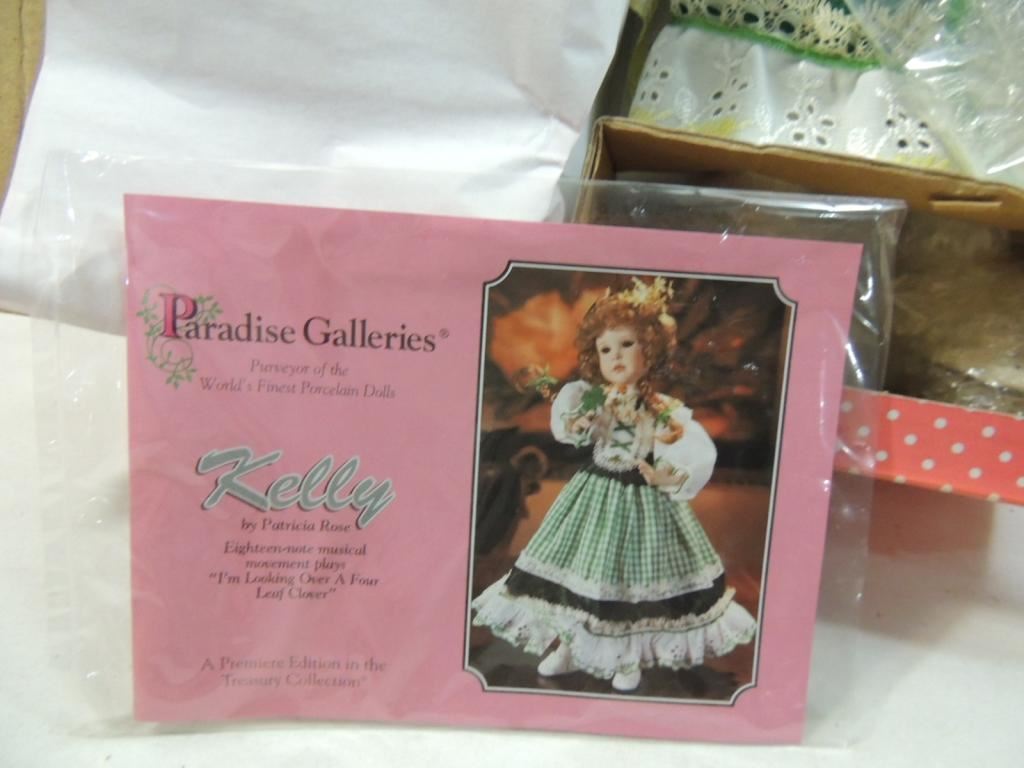 Paradise Galleries®
Purveyor of the
World's Finest Porcelain Dolls
Kelly
by Patricia Rose
Eighteen-note musical
movement plays
"I'm Looking Over A Four
Leaf Clover"
A Premiere Edition in the
Treasury Collection®